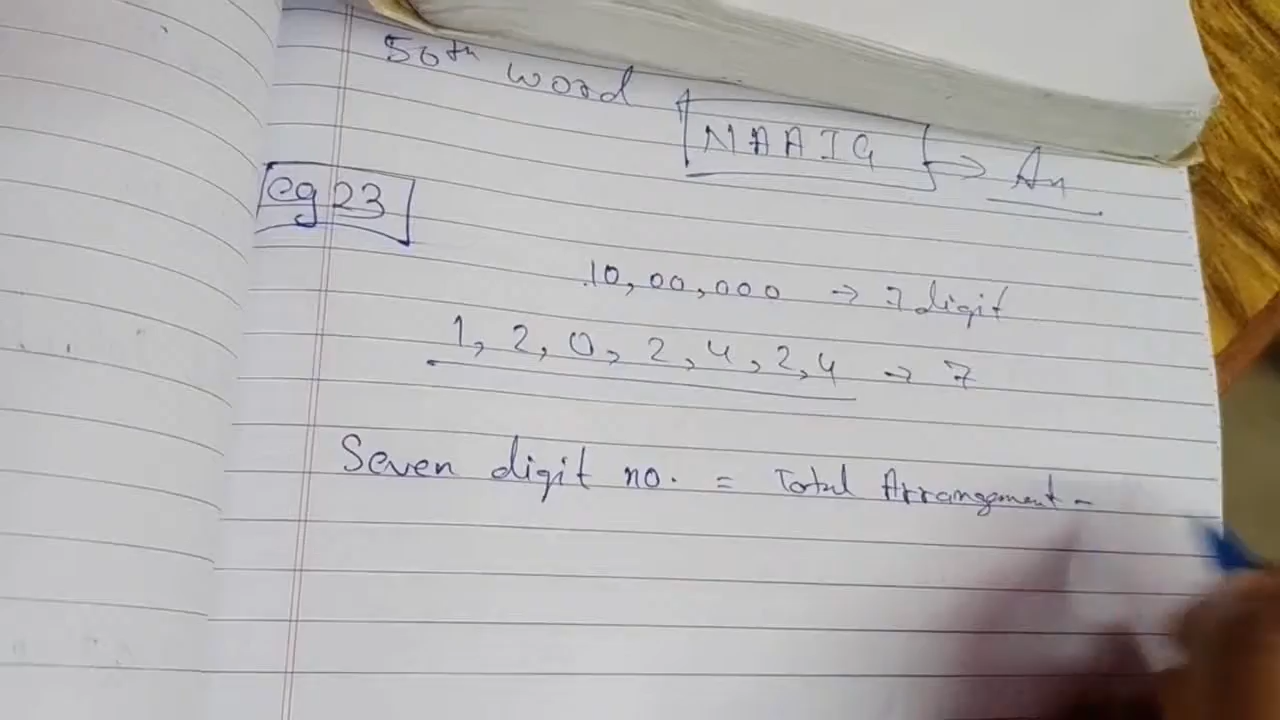 50th word
NAAIG → An
eg 23
10,00,000 → 7 digit
1, 2, 0, 2, 4, 2, 4 → 7
Seven digit no. = Total Arrangement -